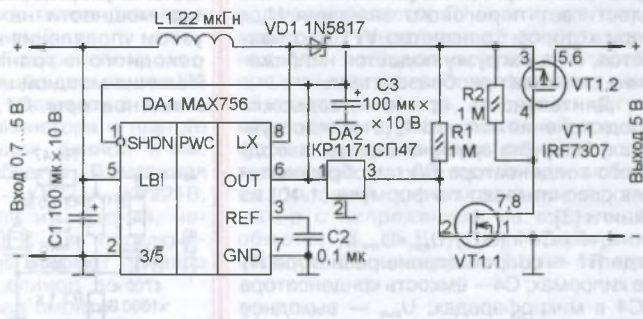 L1 22 мкГн
VD1 1N5817
3
5,6
+
+
C3
100 мк ×
× 10 В
R2
1 М
4
VT1.2
DA1 MAX756
DA2
КР1171СП47
R1
1 М
VT1
IRF7307
Вход 0,7...5 В
Выход 5 В
C1 100 мк × 10 В
1
SHDN
PWC
LX
8
5
LBI
OUT
6
REF
3
2
3/5
GND
7
1
3
2
C2
0,1 мк
2
7,8
1
VT1.1
-
-